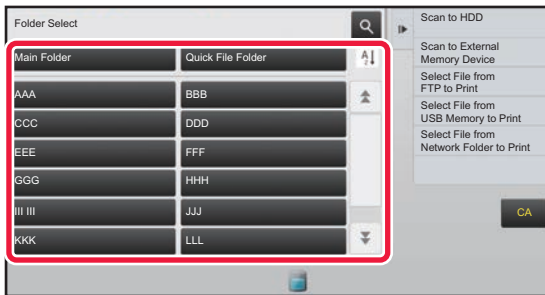 Folder Select
Main Folder
Quick File Folder
A
Z
AAA
BBB
CCC
DDD
EEE
FFF
GGG
HHH
III III
JJJ
KKK
LLL
Scan to HDD
Scan to External
Memory Device
Select File from
FTP to Print
Select File from
USB Memory to Print
Select File from
Network Folder to Print
CA